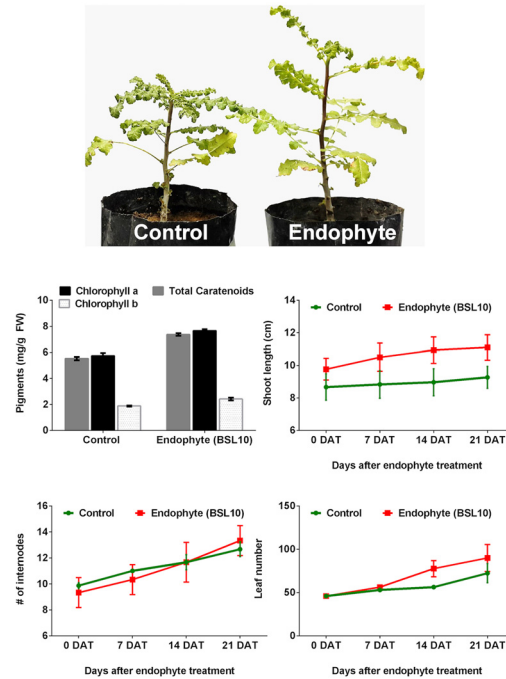 Control
Endophyte
Chlorophyll a
Total Caratenoids
Chlorophyll b
Pigments (mg/g FW)
10
8
6
4
2
0
Control
Endophyte (BSL10)
Control
Endophyte (BSL10)
Shoot length (cm)
14
12
10
8
6
0 DAT
7 DAT
14 DAT
21 DAT
Days after endophyte treatment
Control
Endophyte (BSL10)
# of internodes
16
14
12
10
8
6
0 DAT
7 DAT
14 DAT
21 DAT
Days after endophyte treatment
Control
Endophyte (BSL10)
Leaf number
150
100
50
0
0 DAT
7 DAT
14 DAT
21 DAT
Days after endophyte treatment